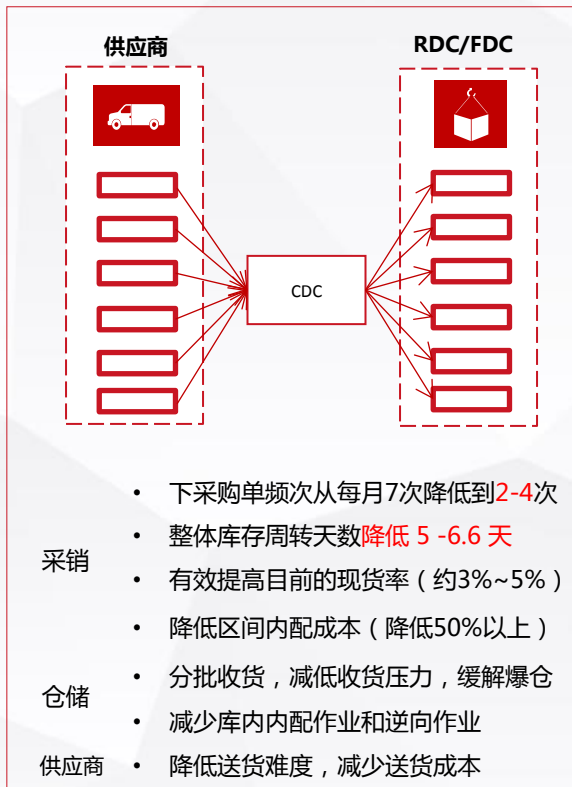 供应商
RDC/FDC
CDC
• 下采购单频次从每月7次降低到2-4次
• 整体库存周转天数降低 5 -6.6 天
采销
• 有效提高目前的现货率（约3%~5%）
• 降低区间内配成本（降低50%以上）
• 分批收货，减低收货压力，缓解爆仓
仓储
• 减少库内内配作业和逆向作业
供应商 • 降低送货难度，减少送货成本